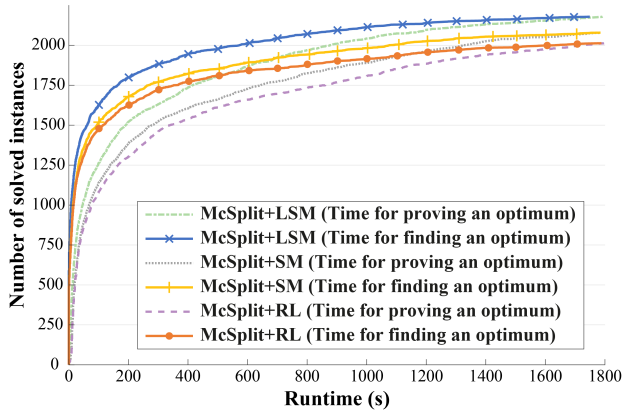 Number of solved instances
2000
1750
1500
1250
1000
750
500
250
0
McSplit+LSM (Time for proving an optimum)
McSplit+LSM (Time for finding an optimum)
McSplit+SM (Time for proving an optimum)
McSplit+SM (Time for finding an optimum)
McSplit+RL (Time for proving an optimum)
McSplit+RL (Time for finding an optimum)
0 200 400 600 800 1000 1200 1400 1600 1800
Runtime (s)